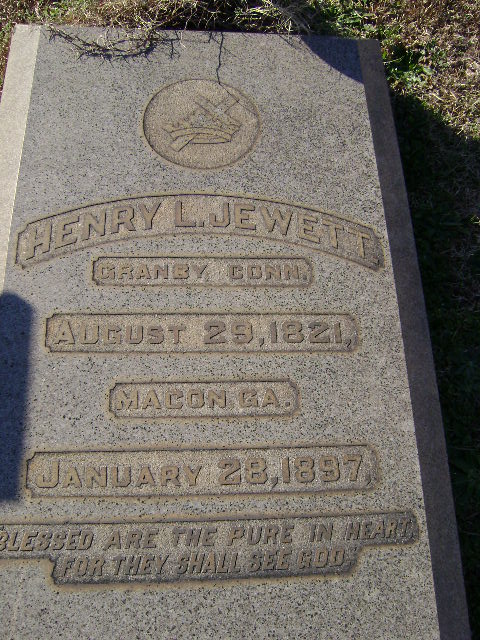 HENRY L. JEWETT.
GRANBY CONN.
AUGUST 29, 1821,
MACON GA.
JANUARY 28, 1897,
BLESSED ARE THE PURE IN HEART
FOR THEY SHALL SEE GOD.